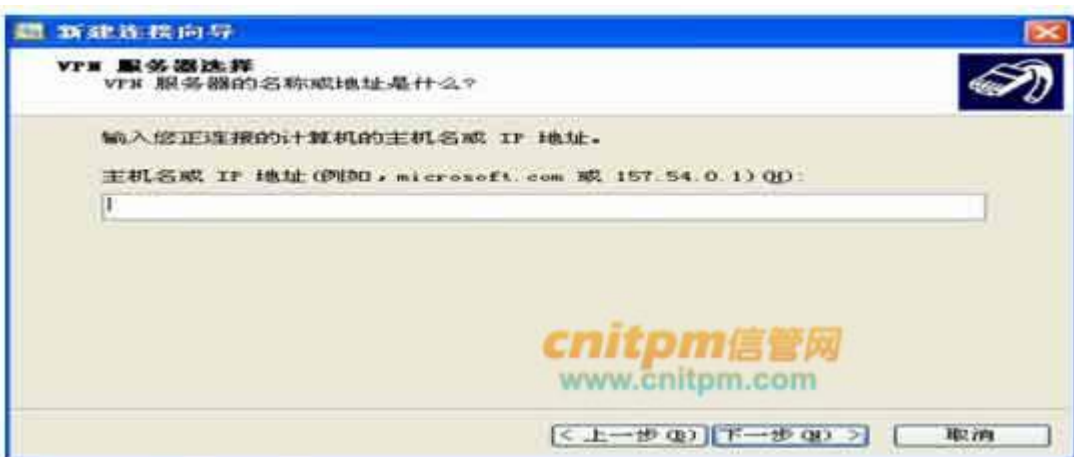 新建连接向导
VPN 服务器选择
VPN 服务器的名称或地址是什么?
输入您正连接的计算机的主机名或 IP 地址。
主机名或 IP 地址(例如,microsoft.com 或 157.54.0.1)(H):
cnitpm信管网
www.cnitpm.com
< 上一步(B) 下一步(N) > 取消